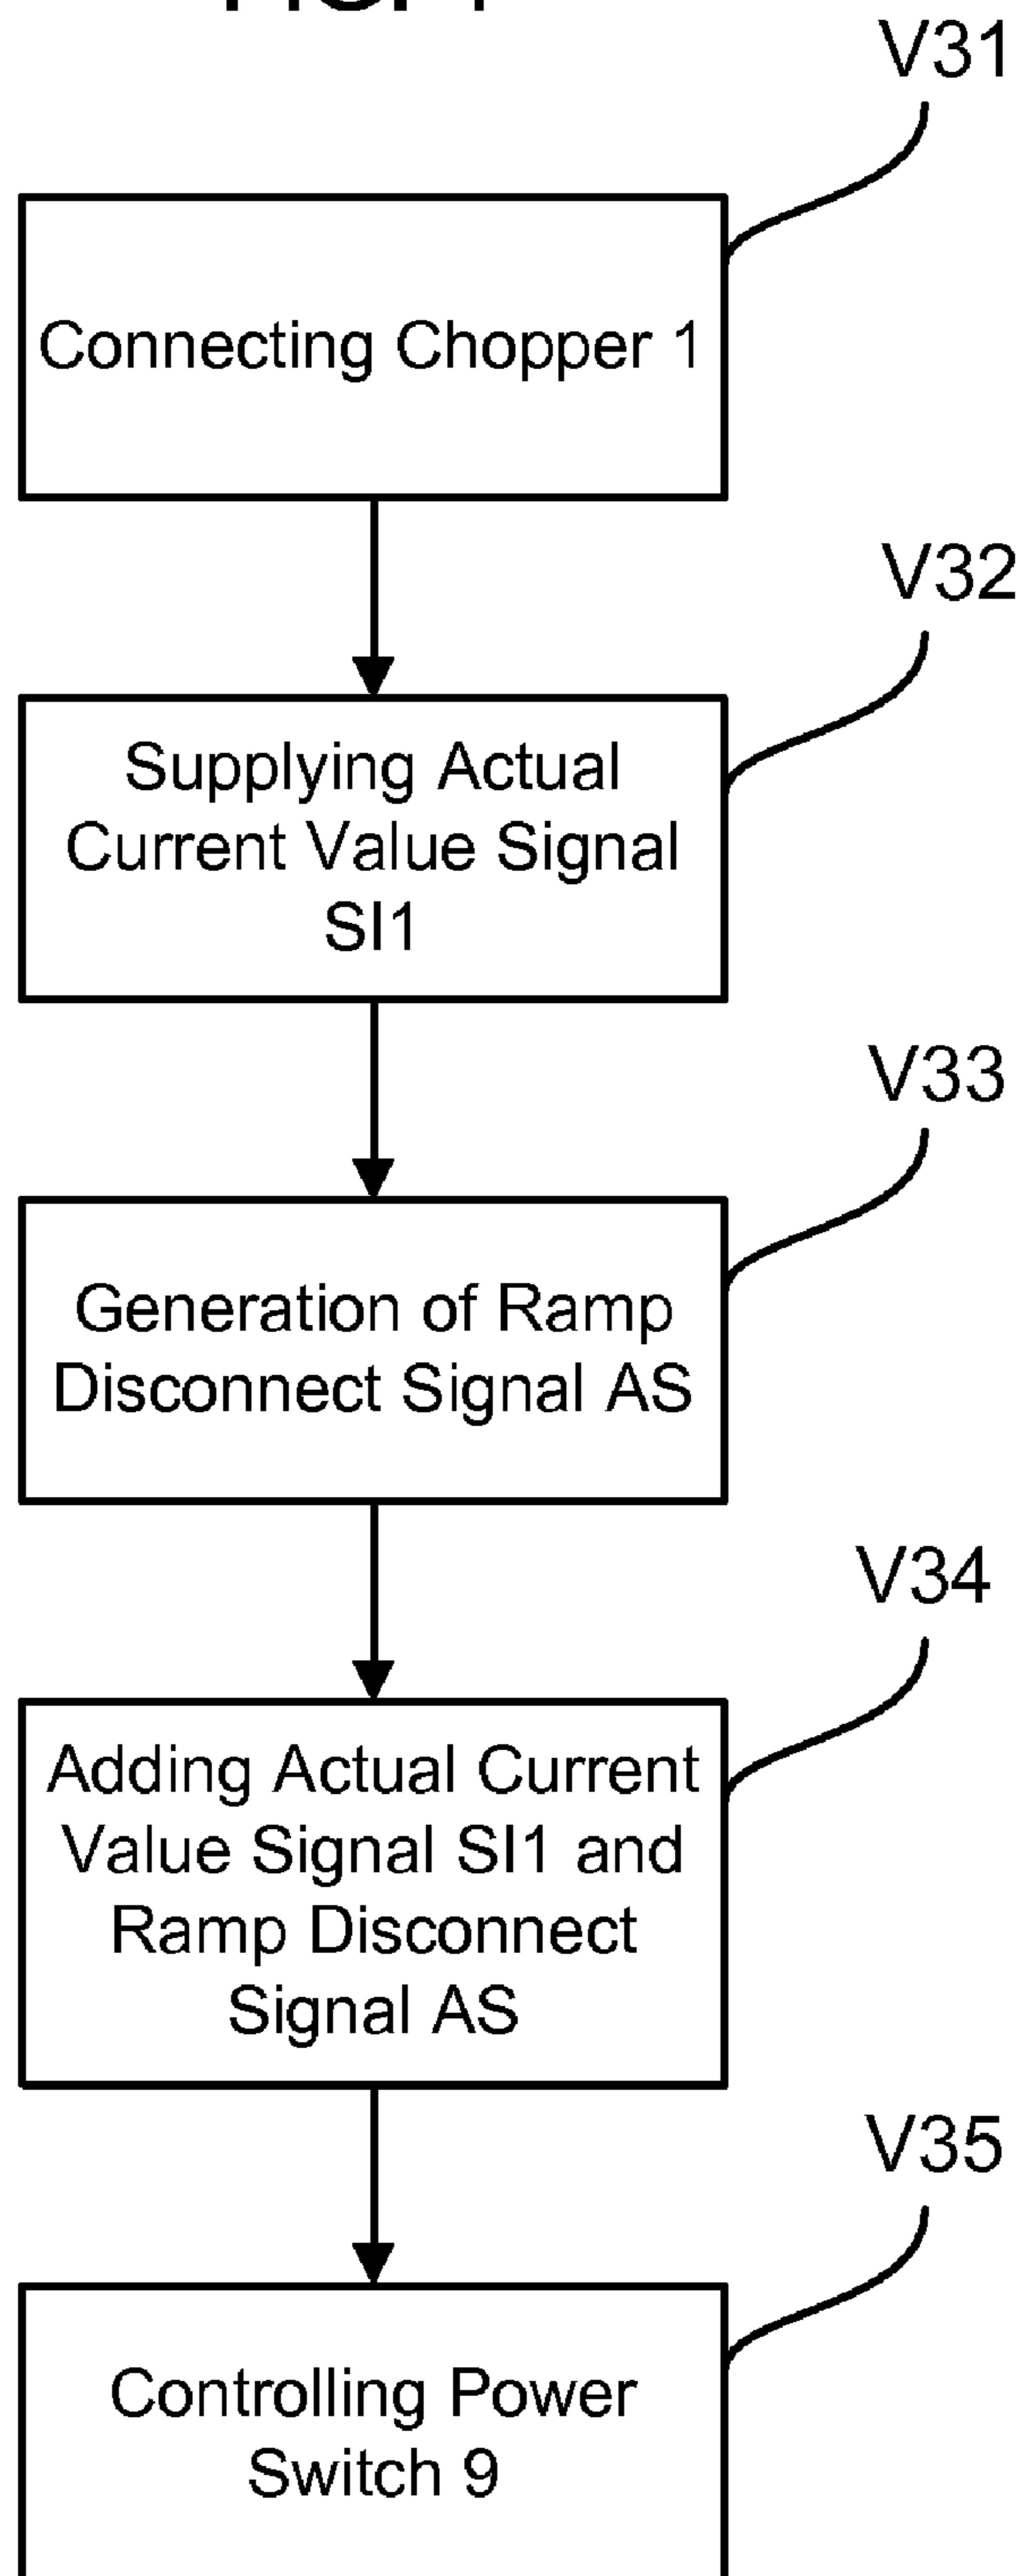 V31
Connecting Chopper 1
V32
Supplying Actual
Current Value Signal
SI1
V33
Generation of Ramp
Disconnect Signal AS
V34
Adding Actual Current
Value Signal SI1 and
Ramp Disconnect
Signal AS
V35
Controlling Power
Switch 9